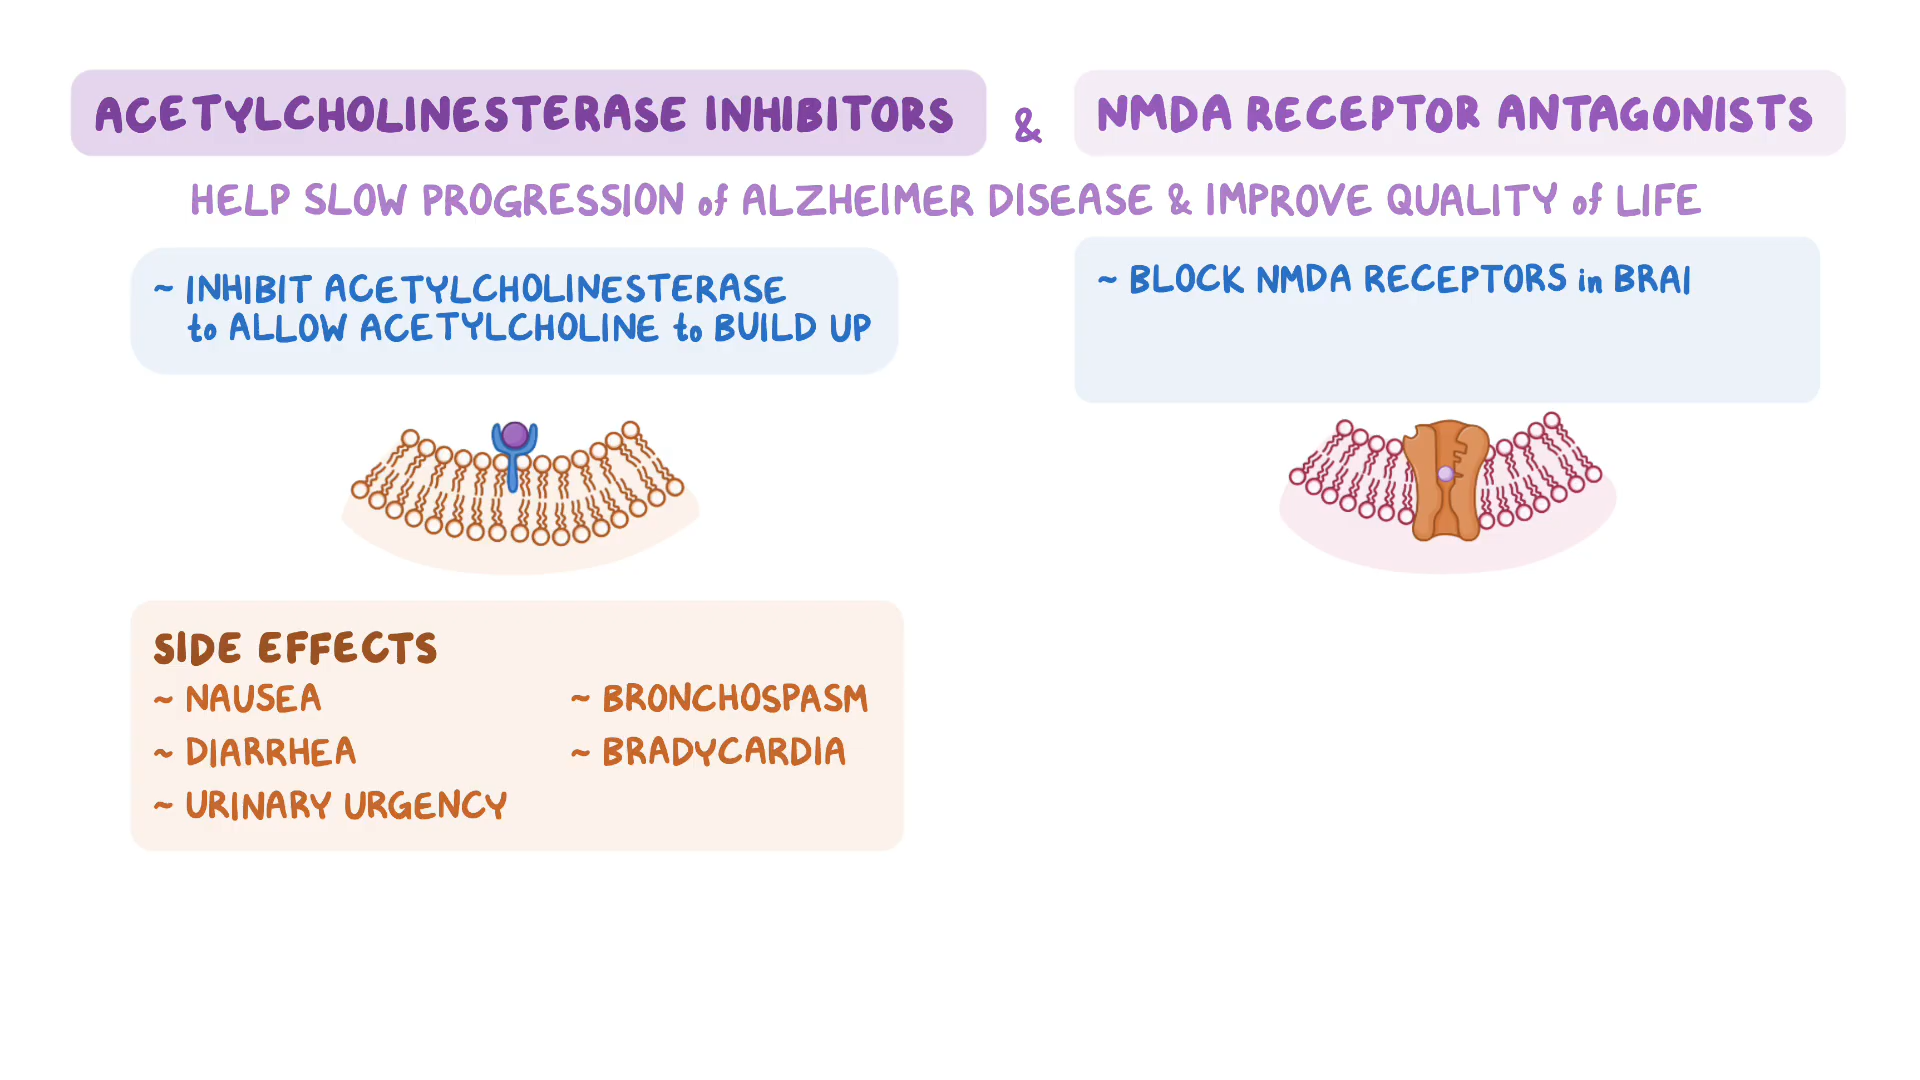 ACETYLCHOLINESTERASE INHIBITORS & NMDA RECEPTOR ANTAGONISTS
HELP SLOW PROGRESSION of ALZHEIMER DISEASE & IMPROVE QUALITY of LIFE
~ INHIBIT ACETYLCHOLINESTERASE
to ALLOW ACETYLCHOLINE to BUILD UP
~ BLOCK NMDA RECEPTORS in BRAI
SIDE EFFECTS
~ NAUSEA
~ DIARRHEA
~ URINARY URGENCY
~ BRONCHOSPASM
~ BRADYCARDIA